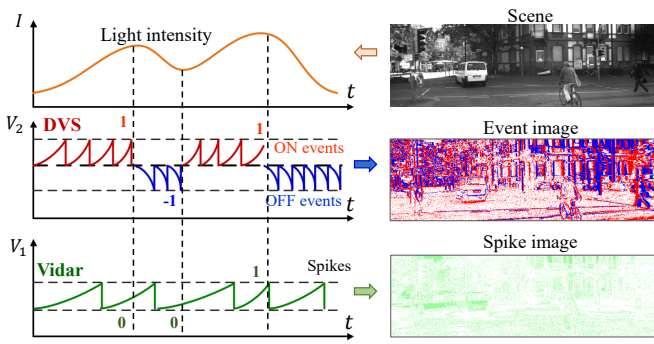 I
Light intensity
t
Scene
V2
DVS
1
1
ON events
-1
OFF events
t
Event image
V1
Vidar
1
Spikes
0
0
t
Spike image